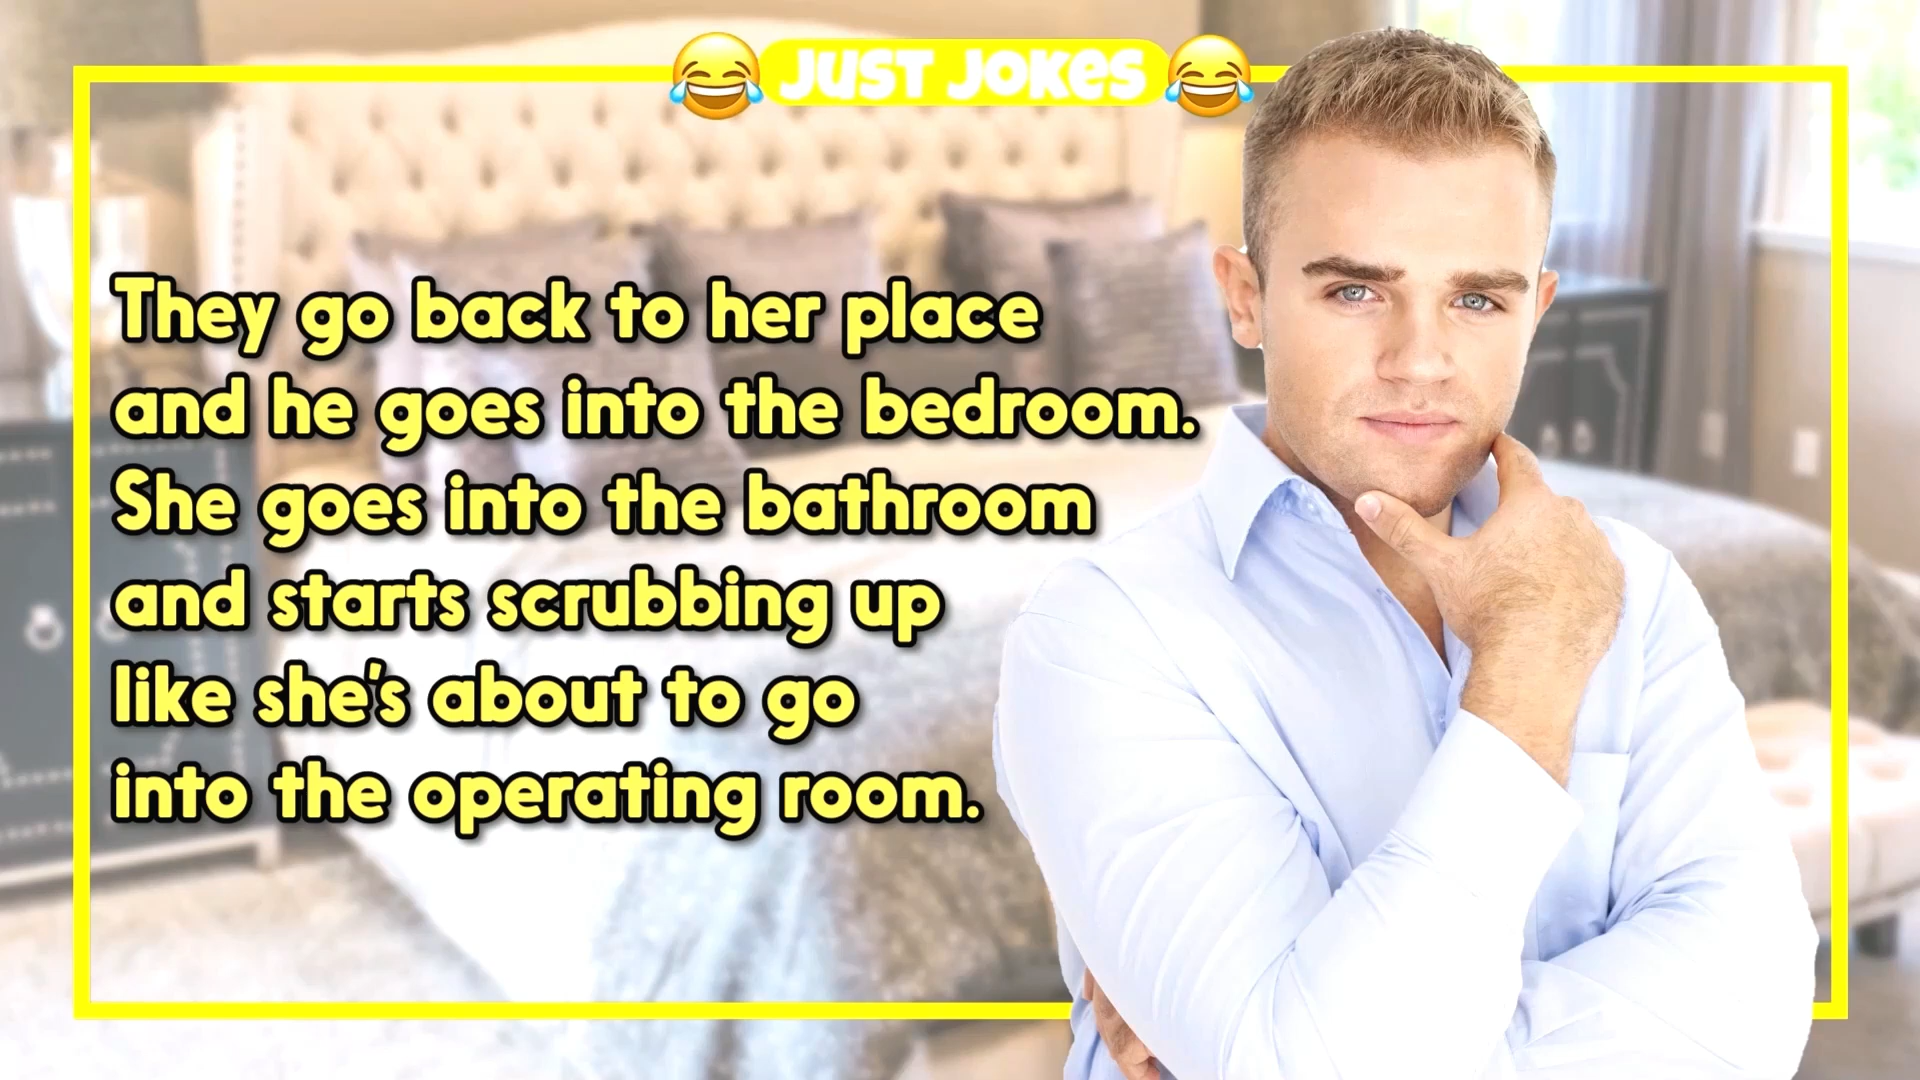 JUST JOKES
They go back to her place
and he goes into the bedroom.
She goes into the bathroom
and starts scrubbing up
like she's about to go
into the operating room.